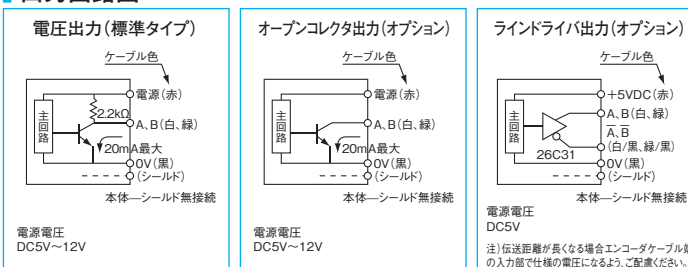 電圧出力(標準タイプ)
ケーブル色
主回路
2.2kΩ
電源(赤)
A、B(白、緑)
20mA最大
0V(黒)
(シールド)
本体―シールド無接続
電源電圧
DC5V～12V
オープンコレクタ出力(オプション)
ケーブル色
主回路
電源(赤)
A、B(白、緑)
20mA最大
0V(黒)
(シールド)
本体―シールド無接続
電源電圧
DC5V～12V
ラインドライバ出力(オプション)
ケーブル色
主回路
26C31
+5VDC(赤)
A、B(白、緑)
A̅、B̅
(白/黒、緑/黒)
0V(黒)
(シールド)
本体―シールド無接続
電源電圧
DC5V
注)伝送距離が長くなる場合エンコーダケーブル
の入力部で仕様の電圧になるよう、ご配慮ください。